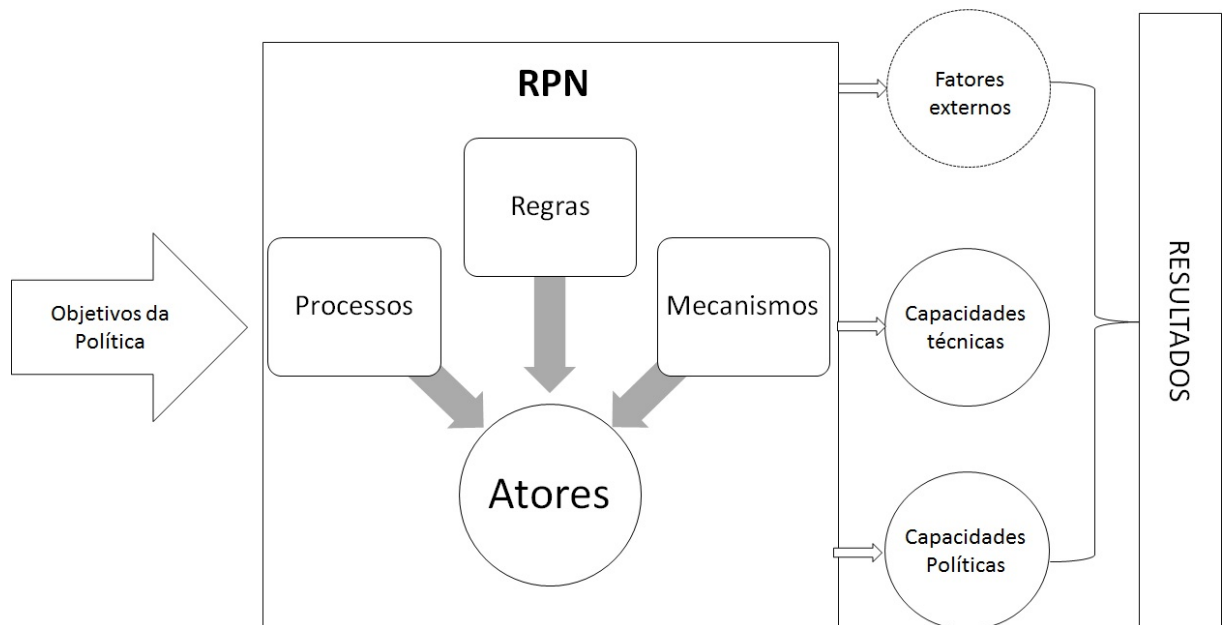 RPN
Regras
Processos
Mecanismos
Atores
Objetivos da
Política
Fatores
externos
Capacidades
técnicas
Capacidades
Políticas
RESULTADOS